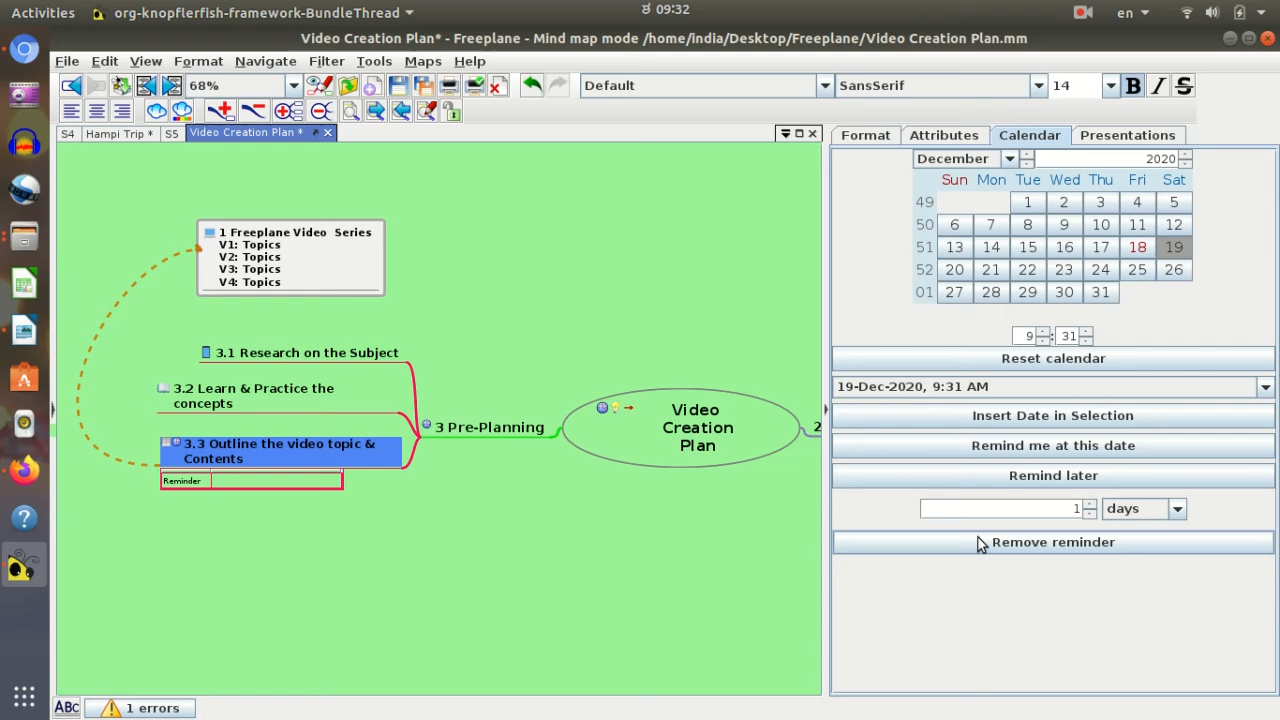 Activities org-knopflerfish-framework-BundleThread 09:32 en
Video Creation Plan* - Freeplane - Mind map mode /home/india/Desktop/Freeplane/Video Creation Plan.mm
File Edit View Format Navigate Filter Tools Maps Help
68% Default SansSerif 14 B I S
S4 Hampi Trip * S5 Video Creation Plan *
Format Attributes Calendar Presentations
December 2020
Sun Mon Tue Wed Thu Fri Sat
49 1 2 3 4 5
50 6 7 8 9 10 11 12
51 13 14 15 16 17 18 19
52 20 21 22 23 24 25 26
01 27 28 29 30 31
9 : 31
Reset calendar
19-Dec-2020, 9:31 AM
Insert Date in Selection
Remind me at this date
Remind later
1 days
Remove reminder
1 Freeplane Video Series
V1: Topics
V2: Topics
V3: Topics
V4: Topics
3.1 Research on the Subject
3.2 Learn & Practice the
concepts
3.3 Outline the video topic &
Contents
Reminder
3 Pre-Planning
Video
Creation
Plan
2
ABC 1 errors